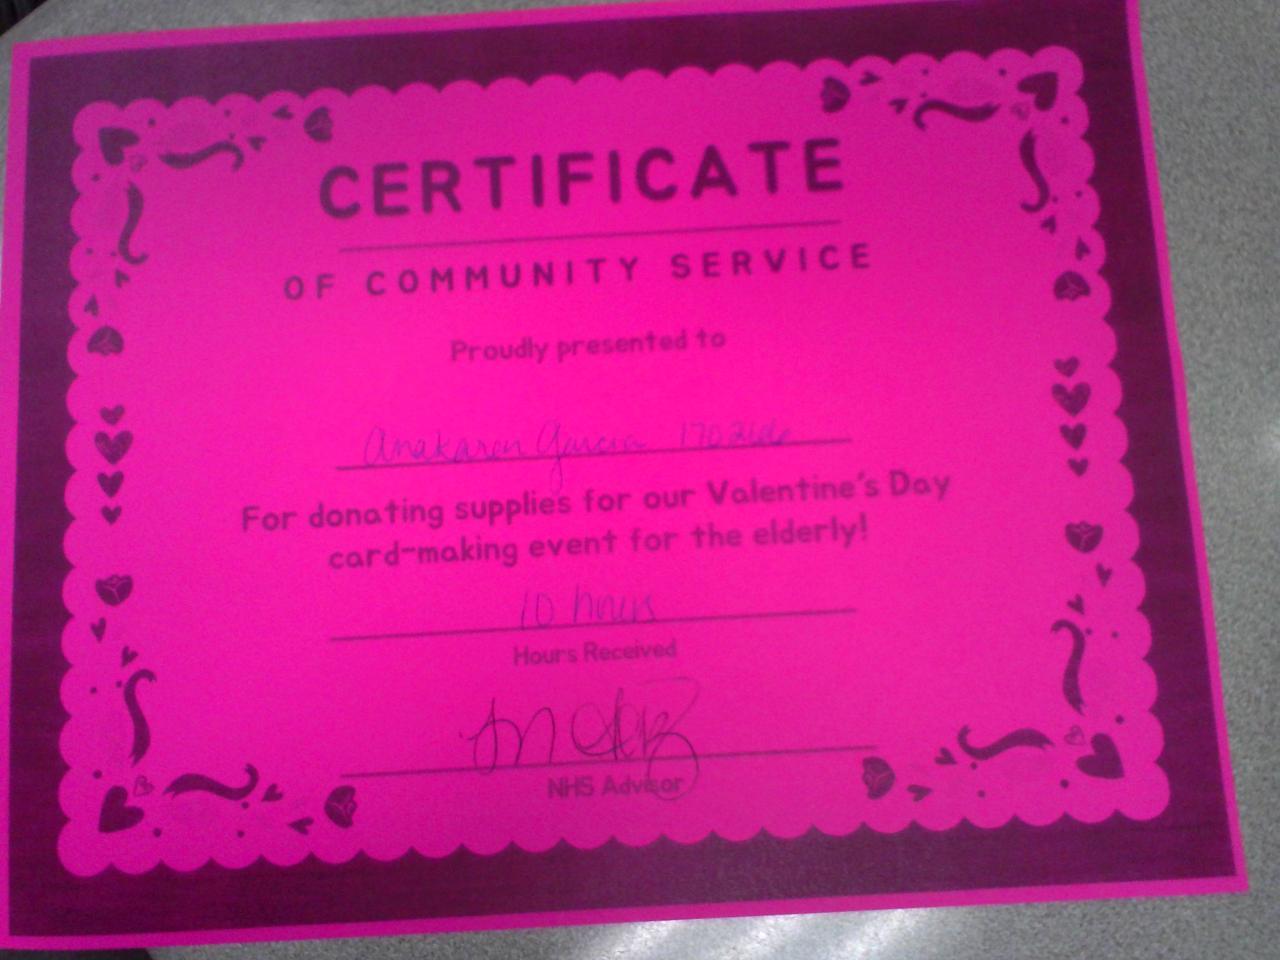 CERTIFICATE
OF COMMUNITY SERVICE
Proudly presented to
Anakaren Garcia
For donating supplies for our Valentine's Day
card-making event for the elderly!
10 hours
Hours Received
NHS Advisor